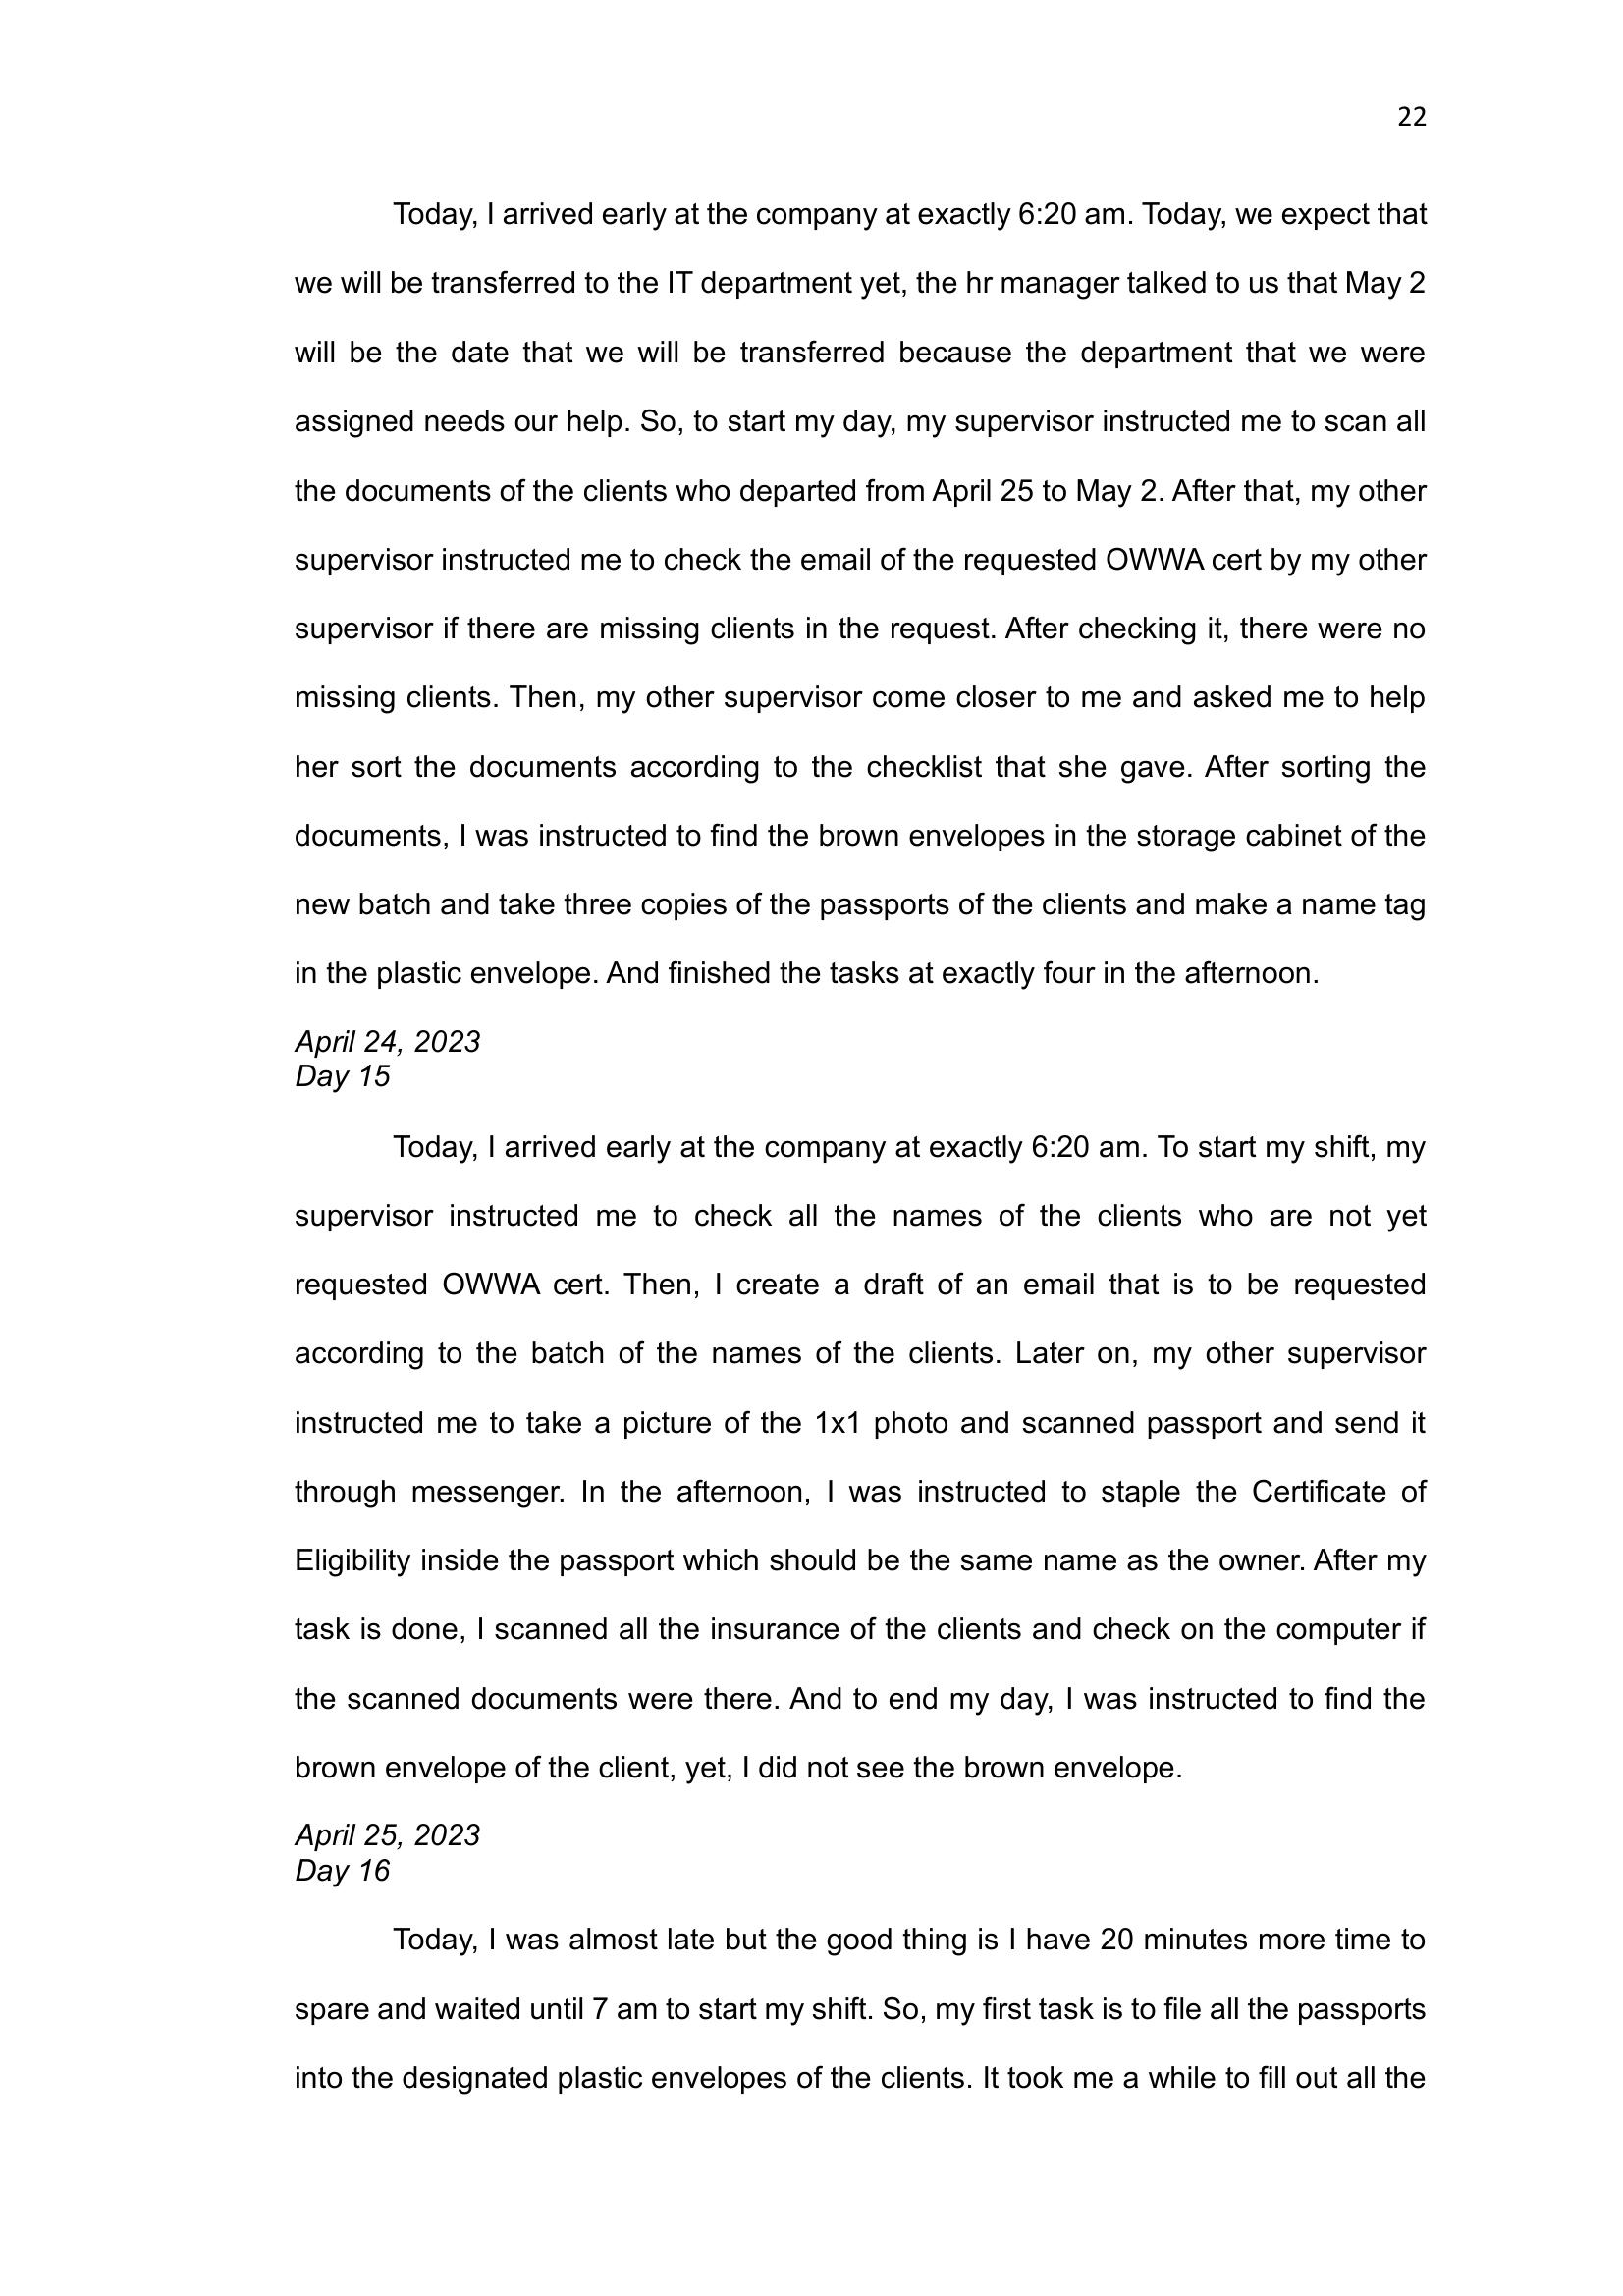 22
Today, I arrived early at the company at exactly 6:20 am. Today, we expect that
we will be transferred to the IT department yet, the hr manager talked to us that May 2
will be the date that we will be transferred because the department that we were
assigned needs our help. So, to start my day, my supervisor instructed me to scan all
the documents of the clients who departed from April 25 to May 2. After that, my other
supervisor instructed me to check the email of the requested OWWA cert by my other
supervisor if there are missing clients in the request. After checking it, there were no
missing clients. Then, my other supervisor come closer to me and asked me to help
her sort the documents according to the checklist that she gave. After sorting the
documents, I was instructed to find the brown envelopes in the storage cabinet of the
new batch and take three copies of the passports of the clients and make a name tag
in the plastic envelope. And finished the tasks at exactly four in the afternoon.
April 24, 2023
Day 15
Today, I arrived early at the company at exactly 6:20 am. To start my shift, my
supervisor instructed me to check all the names of the clients who are not yet
requested OWWA cert. Then, I create a draft of an email that is to be requested
according to the batch of the names of the clients. Later on, my other supervisor
instructed me to take a picture of the 1x1 photo and scanned passport and send it
through messenger. In the afternoon, I was instructed to staple the Certificate of
Eligibility inside the passport which should be the same name as the owner. After my
task is done, I scanned all the insurance of the clients and check on the computer if
the scanned documents were there. And to end my day, I was instructed to find the
brown envelope of the client, yet, I did not see the brown envelope.
April 25, 2023
Day 16
Today, I was almost late but the good thing is I have 20 minutes more time to
spare and waited until 7 am to start my shift. So, my first task is to file all the passports
into the designated plastic envelopes of the clients. It took me a while to fill out all the